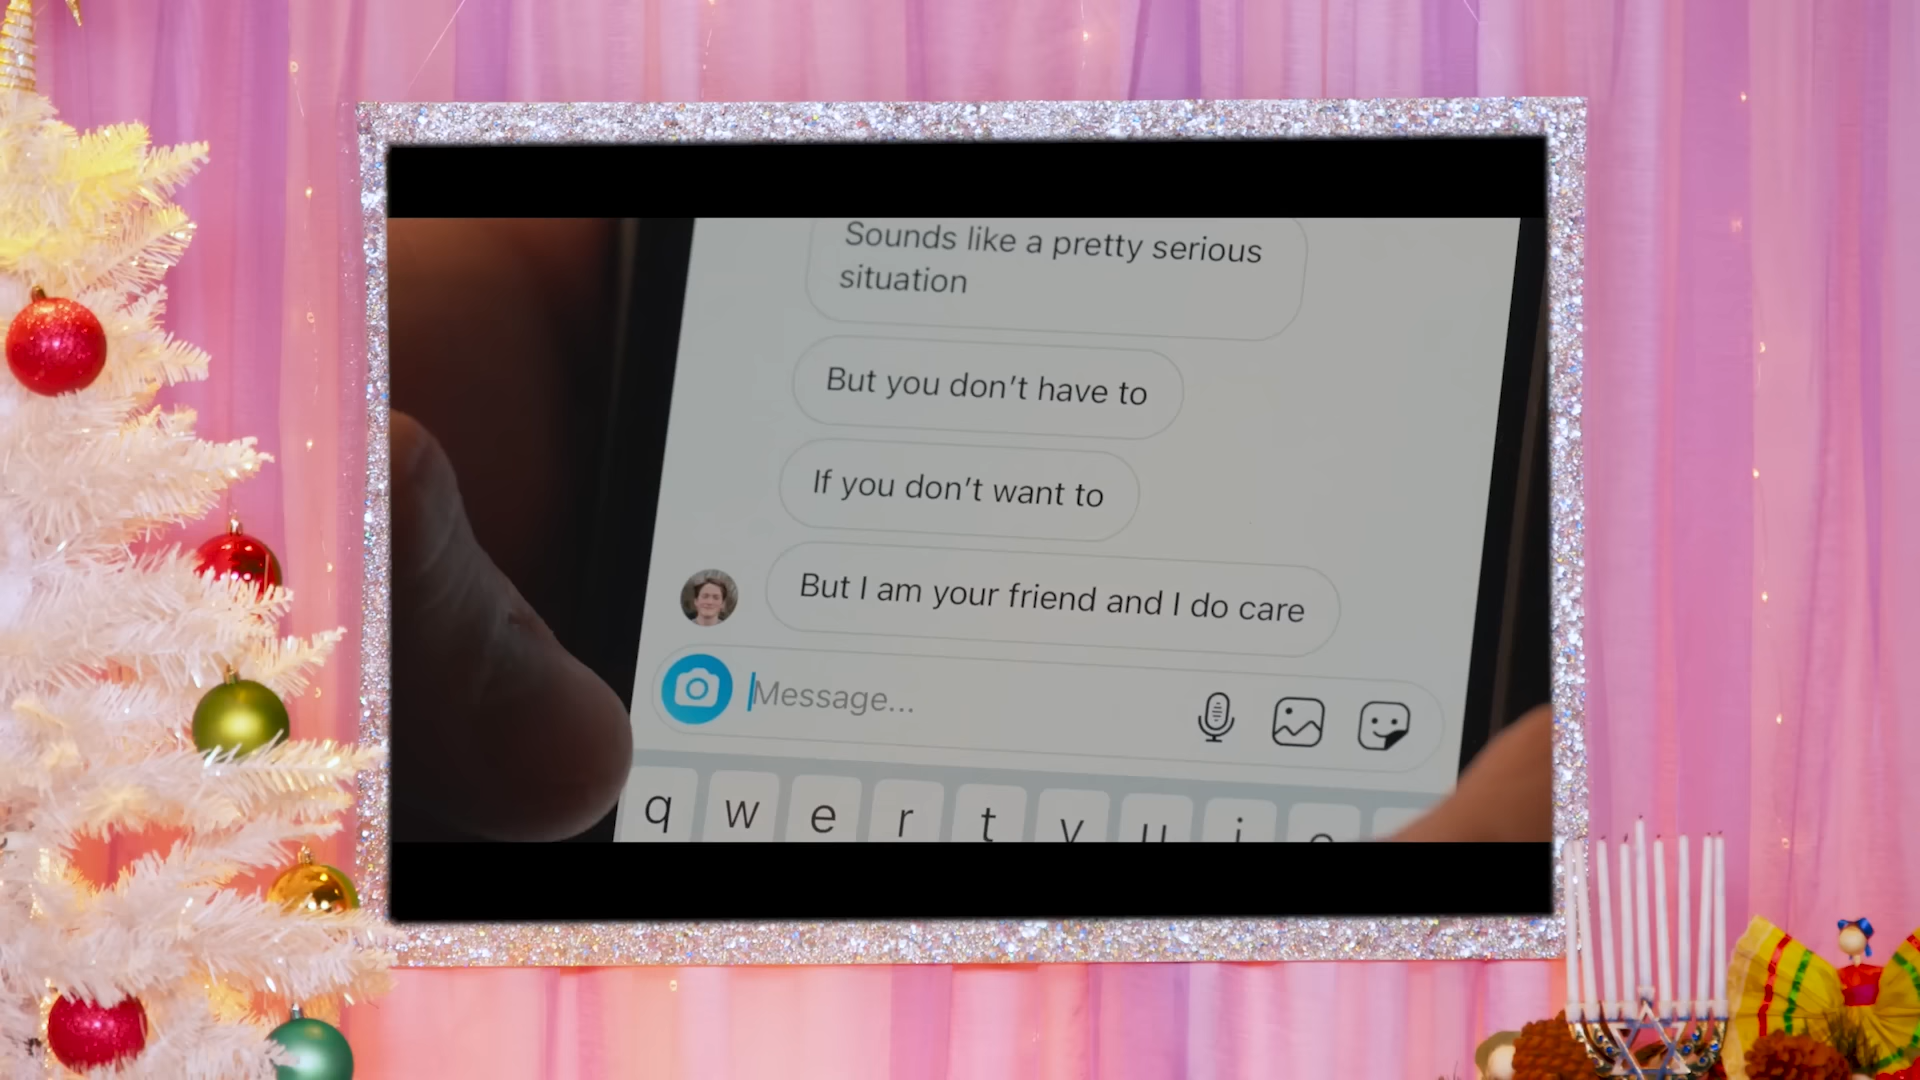 Sounds like a pretty serious
situation
But you don't have to
If you don't want to
But I am your friend and I do care
Message...
q w e r t y u i o